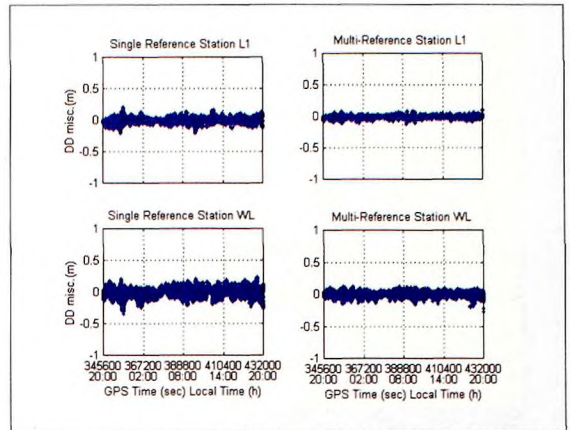 Single Reference Station L1
Multi-Reference Station L1
1
0.5
0
-0.5
-1
DD misc.(m)
1
0.5
0
-0.5
-1
Single Reference Station WL
Multi-Reference Station WL
1
0.5
0
-0.5
-1
DD misc.(m)
1
0.5
0
-0.5
-1
345600 367200 388800 410400 432000
20:00 02:00 08:00 14:00 20:00
GPS Time (sec) Local Time (h)
345600 367200 388800 410400 432000
20:00 02:00 08:00 14:00 20:00
GPS Time (sec) Local Time (h)